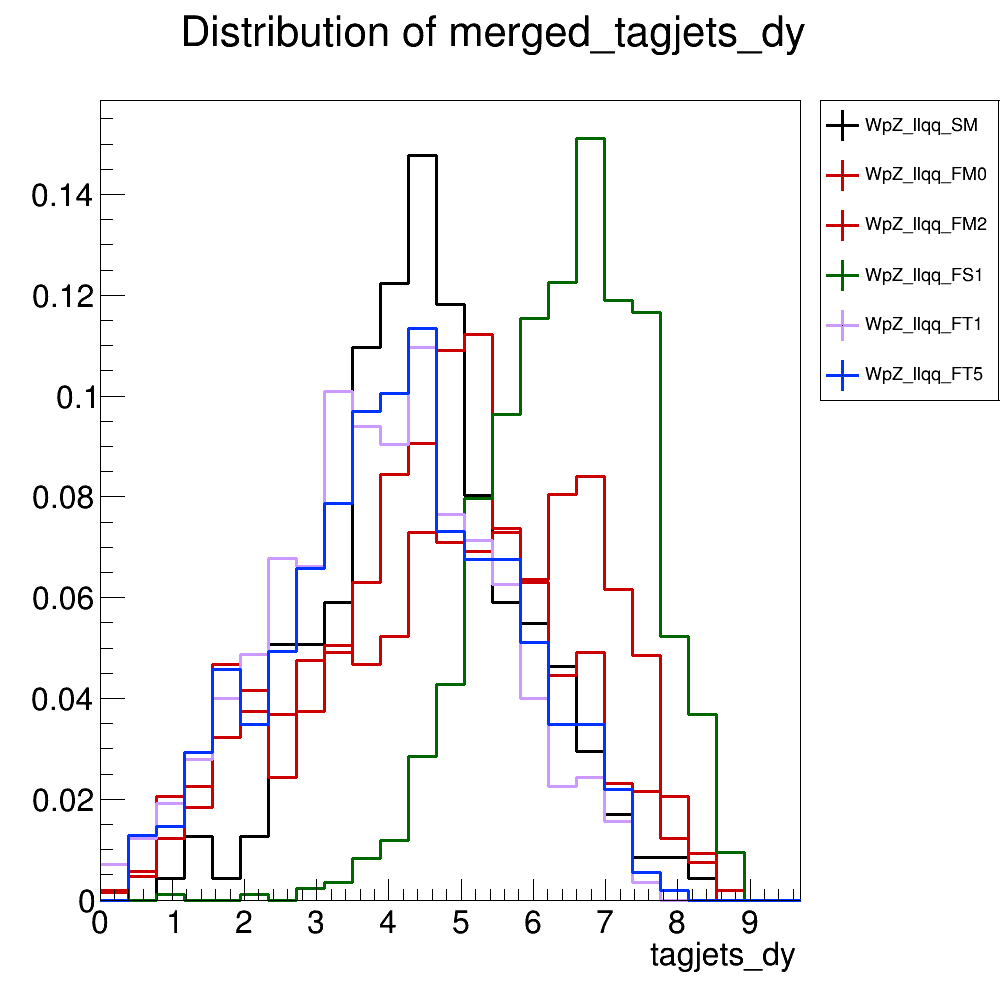 Distribution of merged_tagjets_dy
WpZ_llqq_SM
WpZ_llqq_FM0
WpZ_llqq_FM2
WpZ_llqq_FS1
WpZ_llqq_FT1
WpZ_llqq_FT5
0.14
0.12
0.1
0.08
0.06
0.04
0.02
0
0 1 2 3 4 5 6 7 8 9
tagjets_dy